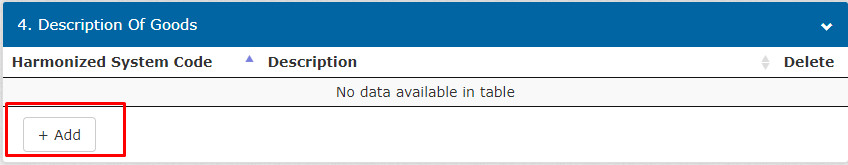 4. Description Of Goods
Harmonized System Code Description Delete
No data available in table
+ Add